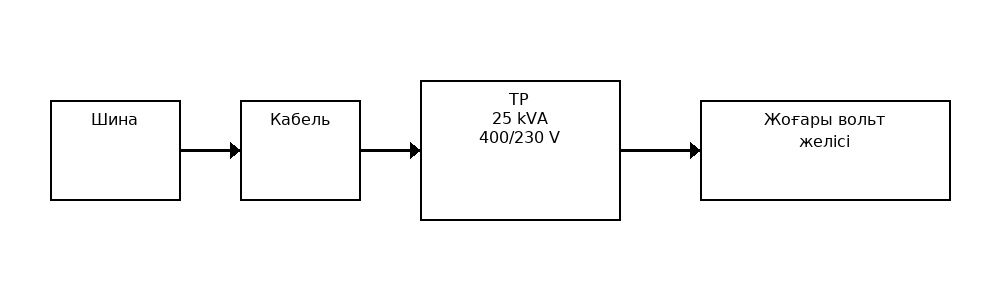 Шина
Кабель
ТР
25 kVA
400/230 V
Жоғары вольт
желісі